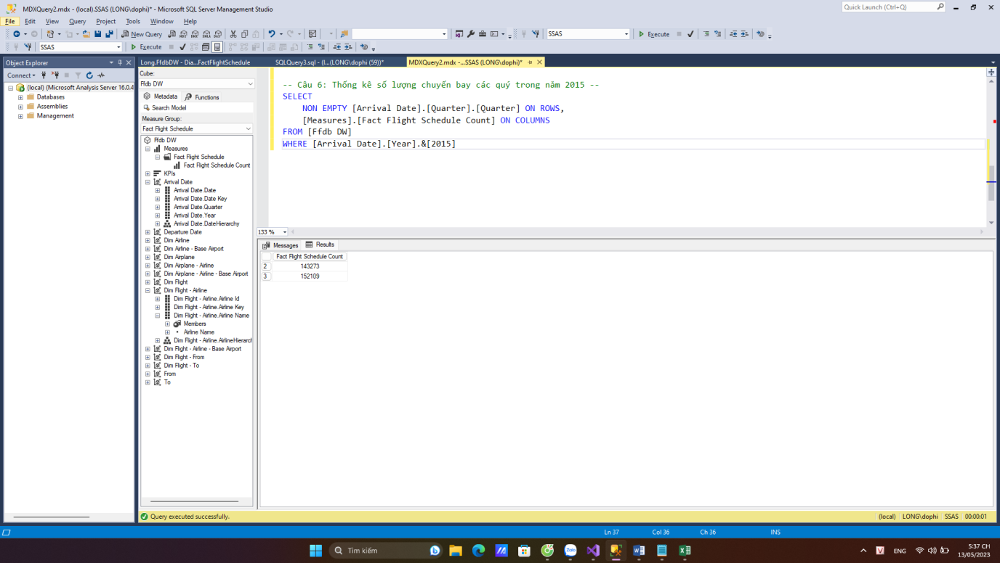 MDXQuery2.mdx - (local).SSAS (LONG\dophi)* - Microsoft SQL Server Management Studio
Quick Launch (Ctrl+Q)
File Edit View Query Project Tools Window Help
New Query MDX DMX XMLA DAX SSAS Execute
SSAS Execute
Object Explorer
Long.FfdbDW - Dia...FactFlightSchedule
SQLQuery3.sql - (l...(LONG\dophi (59))*
MDXQuery2.mdx -...SSAS (LONG\dophi)*
Connect
(local) (Microsoft Analysis Server 16.0.4
Databases
Assemblies
Management
Cube:
Ffdb DW
Metadata Functions
Search Model
Measure Group:
Fact Flight Schedule
Ffdb DW
Measures
Fact Flight Schedule
Fact Flight Schedule Count
KPIs
Arrival Date
Arrival Date.Date
Arrival Date.Date Key
Arrival Date.Quarter
Arrival Date.Year
Arrival Date.DateHierarchy
Departure Date
Dim Airline
Dim Airline - Base Airport
Dim Airplane
Dim Airplane - Airline
Dim Airplane - Airline - Base Airport
Dim Flight
Dim Flight - Airline
Dim Flight - Airline.Airline Id
Dim Flight - Airline.Airline Key
Dim Flight - Airline.Airline Name
Members
Airline Name
Dim Flight - Airline.AirlineHierarch
Dim Flight - Airline - Base Airport
Dim Flight - From
Dim Flight - To
From
To
-- Câu 6: Thống kê số lượng chuyến bay các quý trong năm 2015 --
SELECT
NON EMPTY [Arrival Date].[Quarter].[Quarter] ON ROWS,
[Measures].[Fact Flight Schedule Count] ON COLUMNS
FROM [Ffdb DW]
WHERE [Arrival Date].[Year].&[2015]
133 %
Messages Results
Fact Flight Schedule Count
2 143273
3 152109
Query executed successfully.
(local) LONG\dophi SSAS 00:00:01
Ln 37 Col 36 Ch 36 INS
Tìm kiếm
Zalo
V ENG
5:37 CH
13/05/2023